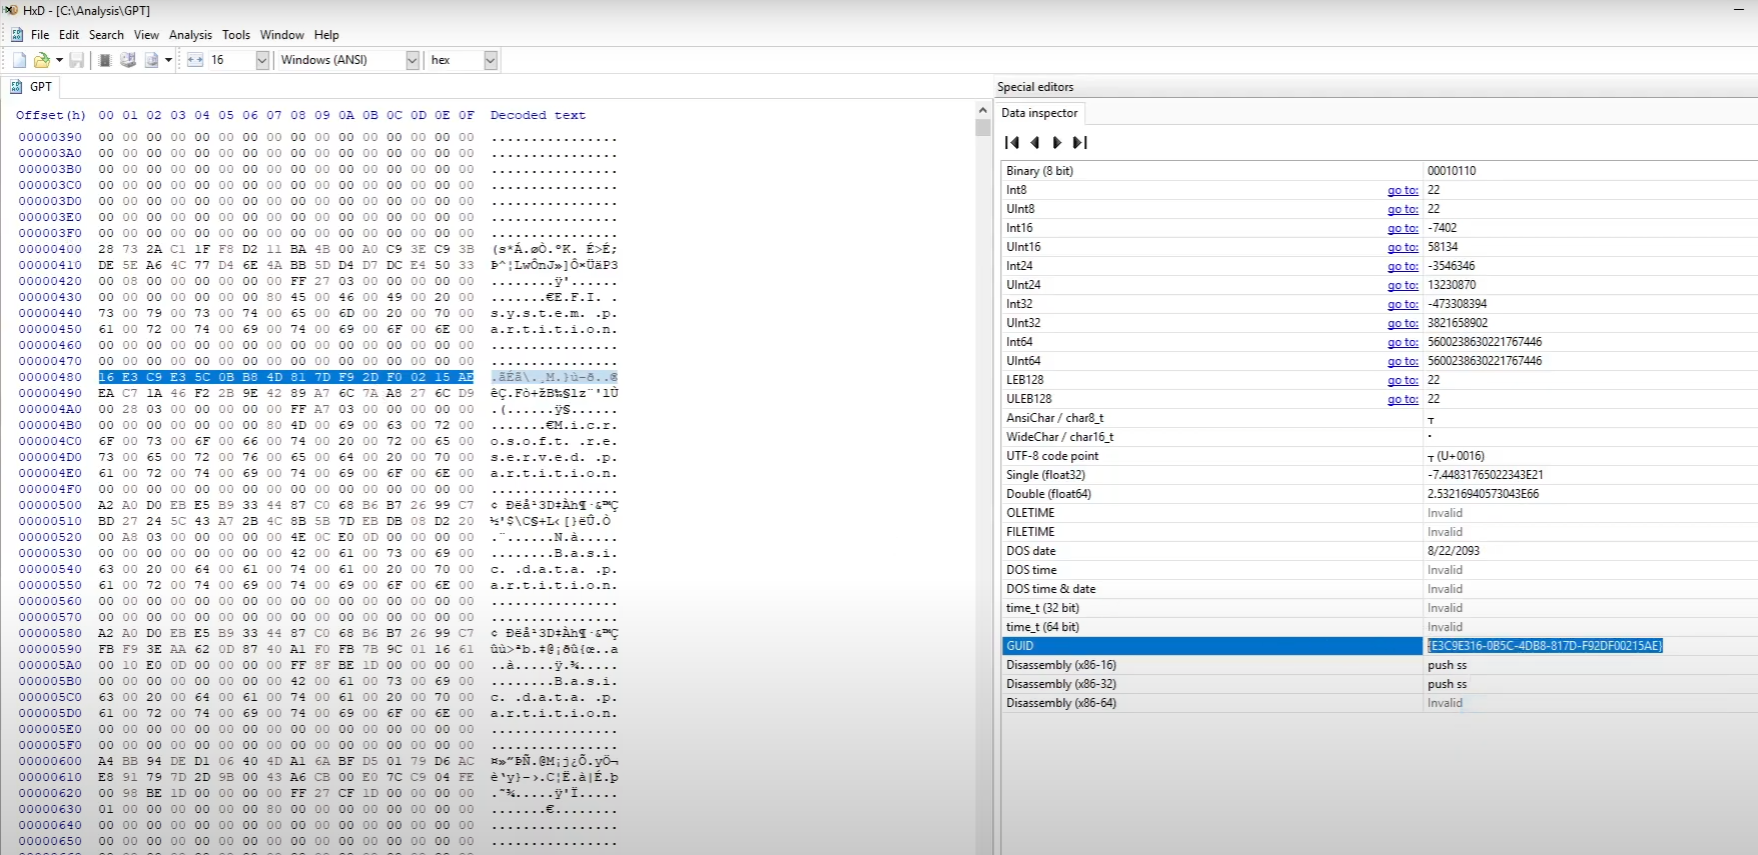 HxD - [C:\Analysis\GPT]
File Edit Search View Analysis Tools Window Help
16 Windows (ANSI) hex
GPT
Offset(h) 00 01 02 03 04 05 06 07 08 09 0A 0B 0C 0D 0E 0F Decoded text
00000390 00 00 00 00 00 00 00 00 00 00 00 00 00 00 00 00 ................
000003A0 00 00 00 00 00 00 00 00 00 00 00 00 00 00 00 00 ................
000003B0 00 00 00 00 00 00 00 00 00 00 00 00 00 00 00 00 ................
000003C0 00 00 00 00 00 00 00 00 00 00 00 00 00 00 00 00 ................
000003D0 00 00 00 00 00 00 00 00 00 00 00 00 00 00 00 00 ................
000003E0 00 00 00 00 00 00 00 00 00 00 00 00 00 00 00 00 ................
000003F0 00 00 00 00 00 00 00 00 00 00 00 00 00 00 00 00 ................
00000400 28 73 2A C1 1F F8 D2 11 BA 4B 00 A0 C9 3E C9 3B (s*Á.øÒ.ºK. É>É;
00000410 DE 5E A6 4C 77 D4 6E 4A BB 5D D4 D7 DC E4 50 33 Þ^¦LwÔnJ»]Ô×ÜäP3
00000420 00 08 00 00 00 00 00 00 FF 27 03 00 00 00 00 00 ........ÿ'......
00000430 00 00 00 00 00 00 00 80 45 00 46 00 49 00 20 00 .......€E.F.I. .
00000440 73 00 79 00 73 00 74 00 65 00 6D 00 20 00 70 00 s.y.s.t.e.m. .p.
00000450 61 00 72 00 74 00 69 00 74 00 69 00 6F 00 6E 00 a.r.t.i.t.i.o.n.
00000460 00 00 00 00 00 00 00 00 00 00 00 00 00 00 00 00 ................
00000470 00 00 00 00 00 00 00 00 00 00 00 00 00 00 00 00 ................
00000480 16 E3 C9 E3 5C 0B B8 4D 81 7D F9 2D F0 02 15 AE .ãÉã\.¸M.}ù-ð..®
00000490 EA C7 1A 46 F2 2B 9E 42 89 A7 6C 7A A8 27 6C D9 êÇ.Fò+žB‰§lz¨'lÙ
000004A0 00 28 03 00 00 00 00 00 FF A7 03 00 00 00 00 00 .(......ÿ§......
000004B0 00 00 00 00 00 00 00 80 4D 00 69 00 63 00 72 00 .......€M.i.c.r.
000004C0 6F 00 73 00 6F 00 66 00 74 00 20 00 72 00 65 00 o.s.o.f.t. .r.e.
000004D0 73 00 65 00 72 00 76 00 65 00 64 00 20 00 70 00 s.e.r.v.e.d. .p.
000004E0 61 00 72 00 74 00 69 00 74 00 69 00 6F 00 6E 00 a.r.t.i.t.i.o.n.
000004F0 00 00 00 00 00 00 00 00 00 00 00 00 00 00 00 00 ................
00000500 A2 A0 D0 EB E5 B9 33 44 87 C0 68 B6 B7 26 99 C7 ¢ Ðëå¹3D‡Àh¶·&™Ç
00000510 BD 27 24 5C 43 A7 2B 4C 8B 5B 7D EB DB 08 D2 20 ½'$\C§+L‹[}ëÛ.Ò
00000520 00 A8 03 00 00 00 00 00 4E 0C E0 0D 00 00 00 00 .¨......N.à.....
00000530 00 00 00 00 00 00 00 00 42 00 61 00 73 00 69 00 ........B.a.s.i.
00000540 63 00 20 00 64 00 61 00 74 00 61 00 20 00 70 00 c. .d.a.t.a. .p.
00000550 61 00 72 00 74 00 69 00 74 00 69 00 6F 00 6E 00 a.r.t.i.t.i.o.n.
00000560 00 00 00 00 00 00 00 00 00 00 00 00 00 00 00 00 ................
00000570 00 00 00 00 00 00 00 00 00 00 00 00 00 00 00 00 ................
00000580 A2 A0 D0 EB E5 B9 33 44 87 C0 68 B6 B7 26 99 C7 ¢ Ðëå¹3D‡Àh¶·&™Ç
00000590 FB F9 3E AA 62 0D 87 40 A1 F0 FB 7B 9C 01 16 61 ûù>ªb.‡@¡ðû{œ..a
000005A0 00 10 E0 0D 00 00 00 00 FF 8F BE 1D 00 00 00 00 ..à.....ÿ.¾.....
000005B0 00 00 00 00 00 00 00 00 42 00 61 00 73 00 69 00 ........B.a.s.i.
000005C0 63 00 20 00 64 00 61 00 74 00 61 00 20 00 70 00 c. .d.a.t.a. .p.
000005D0 61 00 72 00 74 00 69 00 74 00 69 00 6F 00 6E 00 a.r.t.i.t.i.o.n.
000005E0 00 00 00 00 00 00 00 00 00 00 00 00 00 00 00 00 ................
000005F0 00 00 00 00 00 00 00 00 00 00 00 00 00 00 00 00 ................
00000600 A4 BB 94 DE D1 06 40 4D A1 6A BF D5 01 79 D6 AC ¤»”ÞÑ.@M¡j¿Õ.yÖ¬
00000610 E8 91 79 7D 2D 9B 00 43 A6 CB 00 E0 7C C9 04 FE è‘y}-›.C¦Ë.à|É.þ
00000620 00 98 BE 1D 00 00 00 00 FF 27 CF 1D 00 00 00 00 .˜¾.....ÿ'Ï.....
00000630 01 00 00 00 00 00 00 80 00 00 00 00 00 00 00 00 .......€........
00000640 00 00 00 00 00 00 00 00 00 00 00 00 00 00 00 00 ................
00000650 00 00 00 00 00 00 00 00 00 00 00 00 00 00 00 00 ................
Special editors
Data inspector
Binary (8 bit) 00010110
Int8 go to: 22
UInt8 go to: 22
Int16 go to: -7402
UInt16 go to: 58134
Int24 go to: -3546346
UInt24 go to: 13230870
Int32 go to: -473308394
UInt32 go to: 3821658902
Int64 go to: 5600238630221767446
UInt64 go to: 5600238630221767446
LEB128 go to: 22
ULEB128 go to: 22
AnsiChar / char8_t
WideChar / char16_t
UTF-8 code point (U+0016)
Single (float32) -7.44831765022343E21
Double (float64) 2.53216940573043E66
OLETIME Invalid
FILETIME Invalid
DOS date 8/22/2093
DOS time Invalid
DOS time & date Invalid
time_t (32 bit) Invalid
time_t (64 bit) Invalid
GUID {E3C9E316-0B5C-4DB8-817D-F92DF00215AE}
Disassembly (x86-16) push ss
Disassembly (x86-32) push ss
Disassembly (x86-64) Invalid